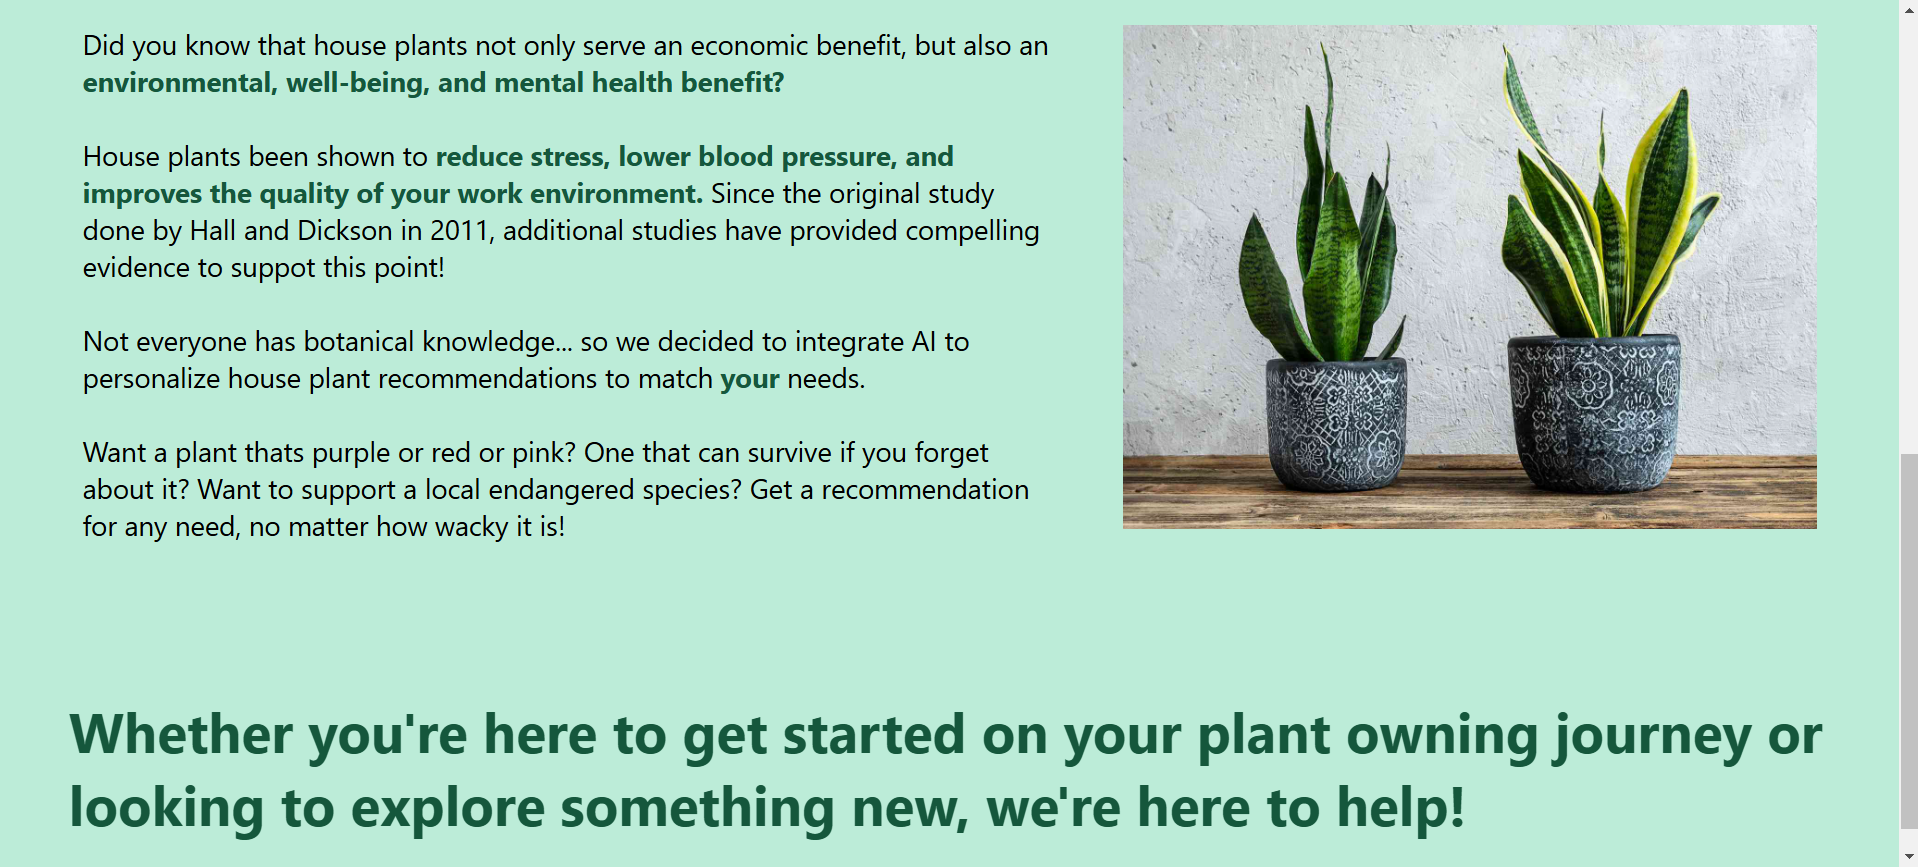 Did you know that house plants not only serve an economic benefit, but also an
environmental, well-being, and mental health benefit?
House plants been shown to reduce stress, lower blood pressure, and
improves the quality of your work environment. Since the original study
done by Hall and Dickson in 2011, additional studies have provided compelling
evidence to suppot this point!
Not everyone has botanical knowledge... so we decided to integrate AI to
personalize house plant recommendations to match your needs.
Want a plant thats purple or red or pink? One that can survive if you forget
about it? Want to support a local endangered species? Get a recommendation
for any need, no matter how wacky it is!
Whether you're here to get started on your plant owning journey or
looking to explore something new, we're here to help!